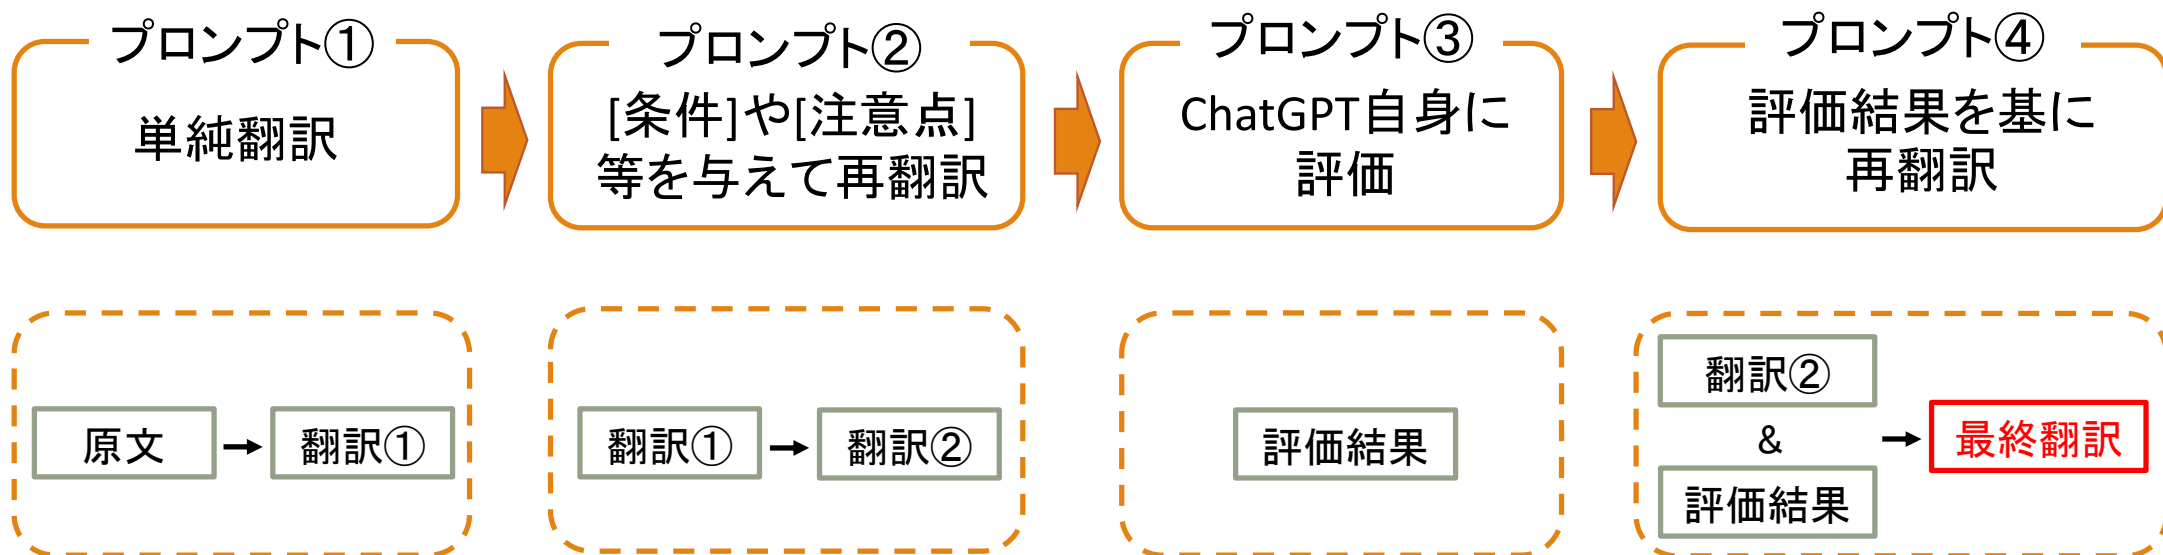 プロンプト①
単純翻訳
プロンプト②
[条件]や[注意点]
等を与えて再翻訳
プロンプト③
ChatGPT自身に
評価
プロンプト④
評価結果を基に
再翻訳
原文
翻訳①
翻訳①
翻訳②
評価結果
翻訳②
&
評価結果
最終翻訳